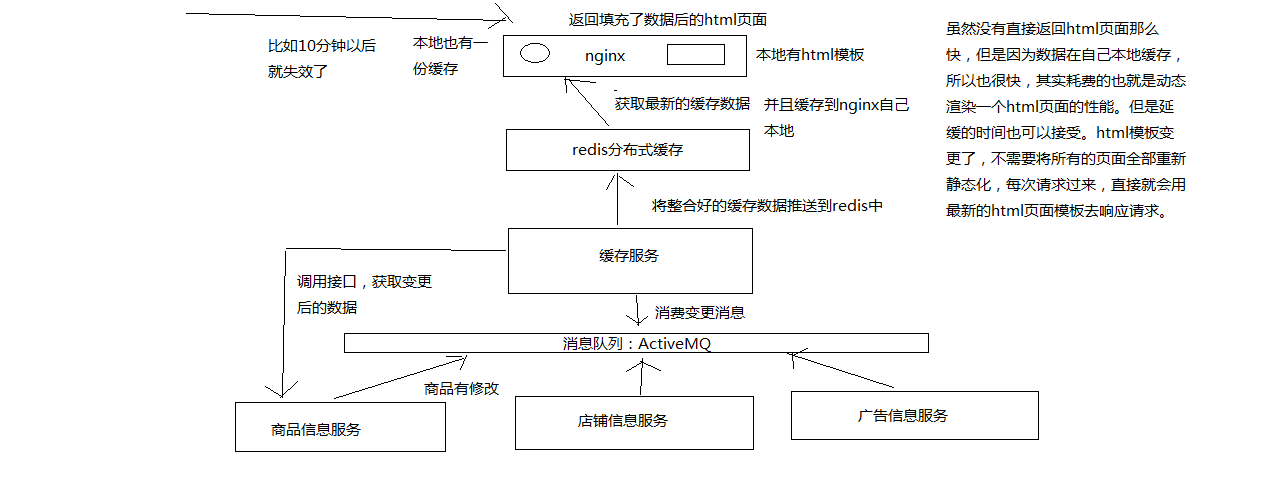 返回填充了数据后的html页面
比如10分钟以后
就失效了
本地也有一
份缓存
nginx
本地有html模板
获取最新的缓存数据
并且缓存到nginx自己
本地
redis分布式缓存
将整合好的缓存数据推送到redis中
缓存服务
调用接口，获取变更
后的数据
消费变更消息
消息队列：ActiveMQ
商品有修改
商品信息服务
店铺信息服务
广告信息服务
虽然没有直接返回html页面那么
快，但是因为数据在自己本地缓存，
所以也很快，其实耗费的也就是动态
渲染一个html页面的性能。但是延
缓的时间也可以接受。html模板变
更了，不需要将所有的页面全部重新
静态化，每次请求过来，直接就会用
最新的html页面模板去响应请求。